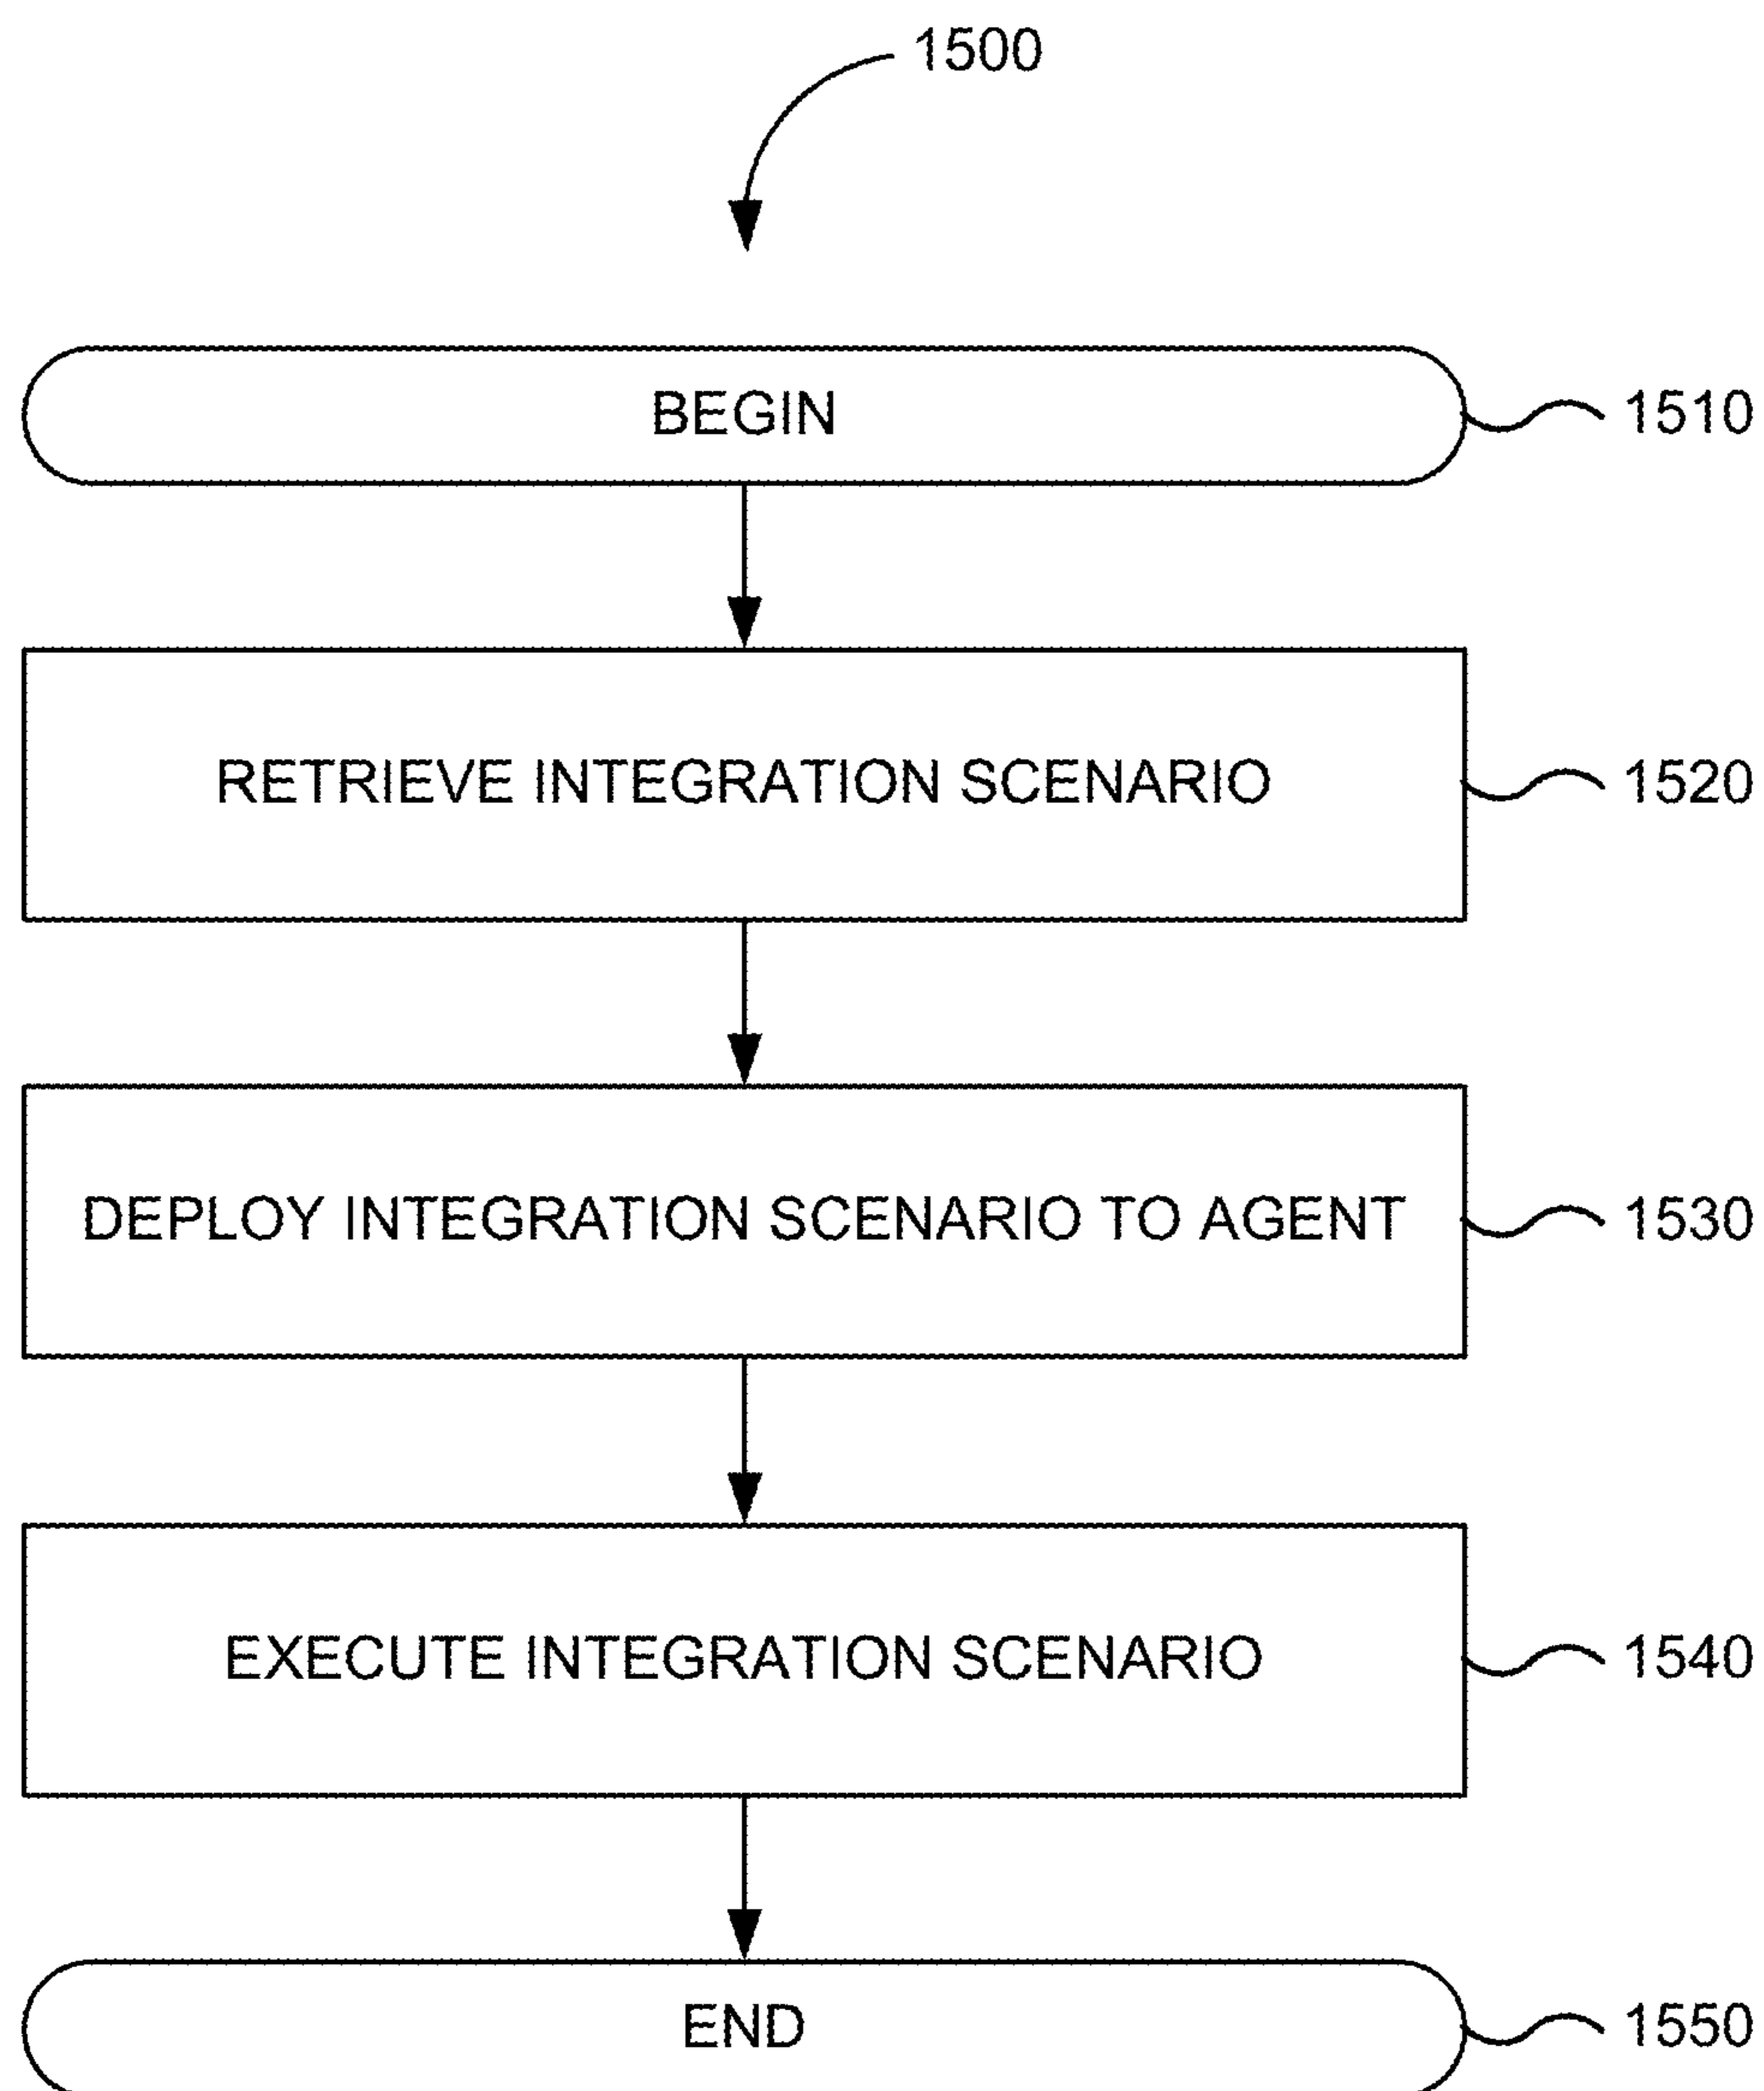 1500
BEGIN
1510
RETRIEVE INTEGRATION SCENARIO
1520
DEPLOY INTEGRATION SCENARIO TO AGENT
1530
EXECUTE INTEGRATION SCENARIO
1540
END
1550